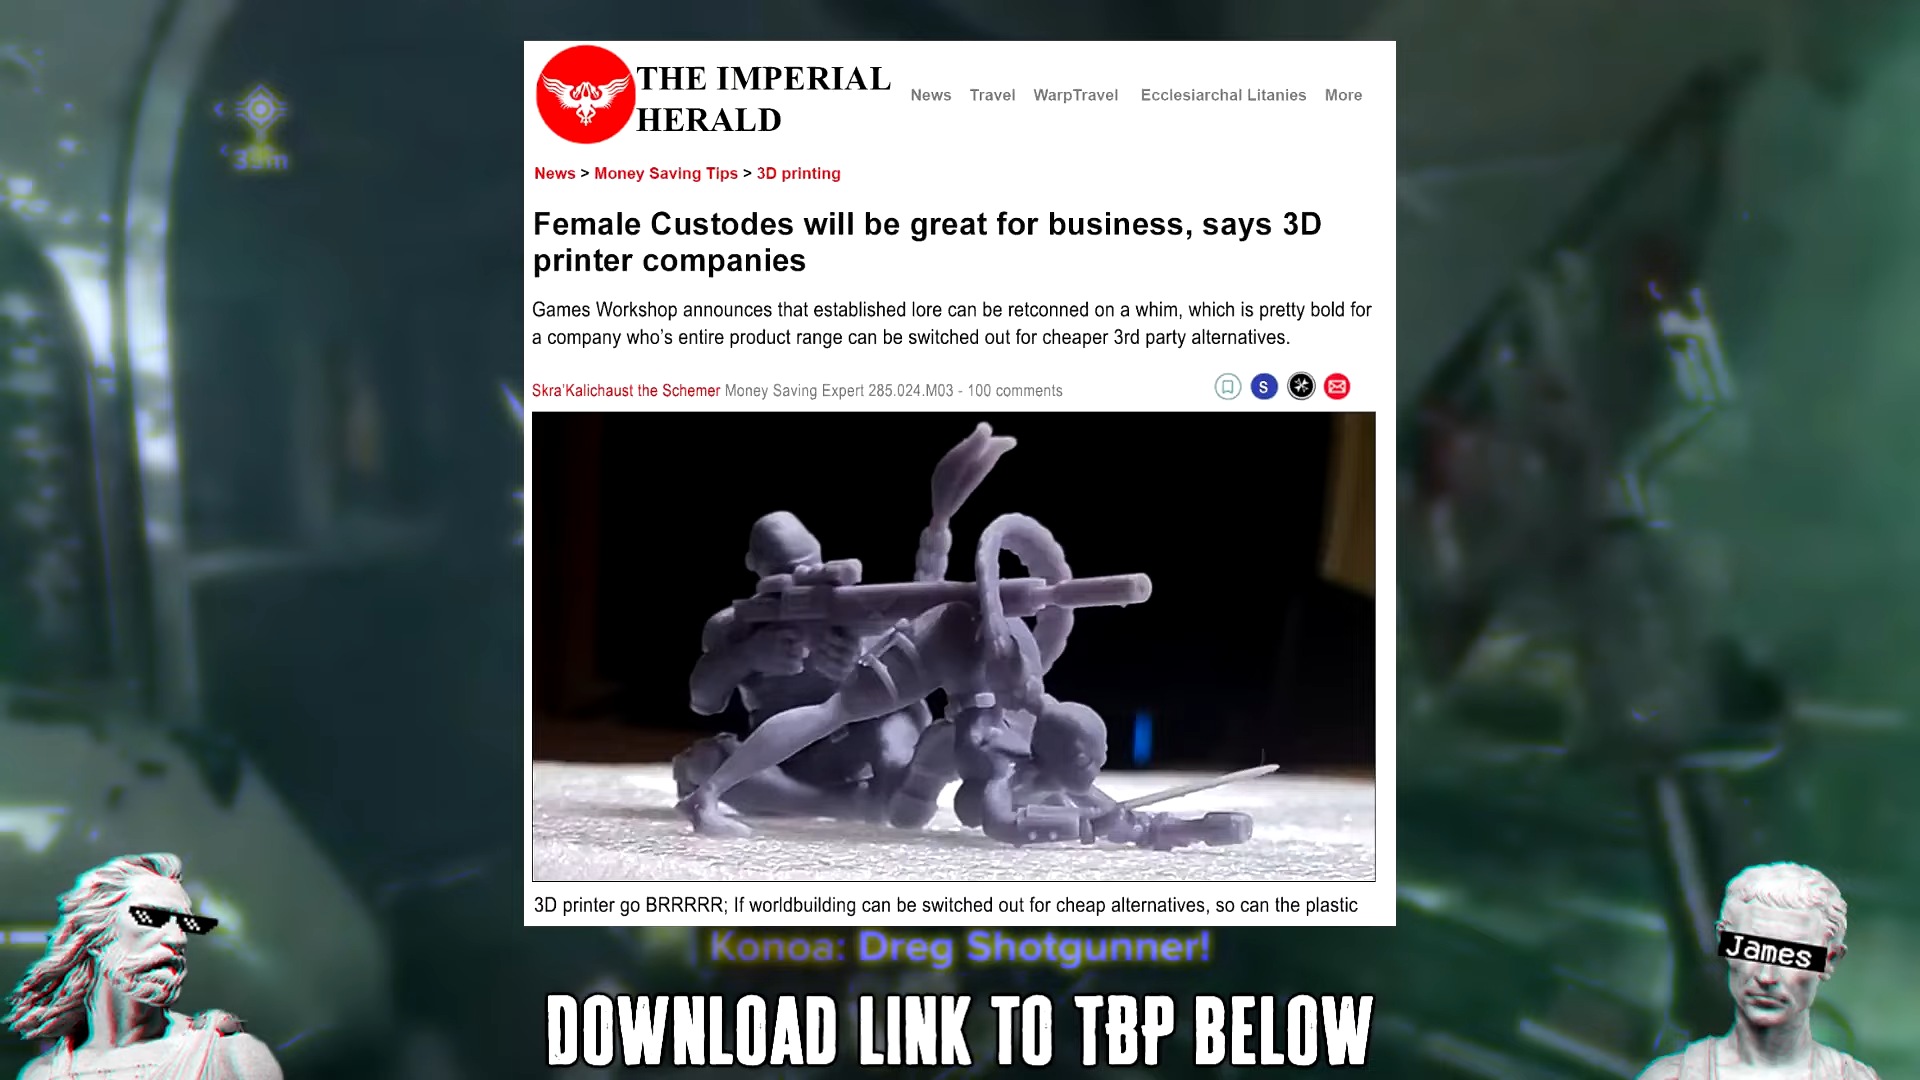 THE IMPERIAL
HERALD
News Travel WarpTravel Ecclesiarchal Litanies More
News > Money Saving Tips > 3D printing
Female Custodes will be great for business, says 3D
printer companies
Games Workshop announces that established lore can be retconned on a whim, which is pretty bold for
a company who's entire product range can be switched out for cheaper 3rd party alternatives.
Skra'Kalichaust the Schemer Money Saving Expert 285.024.M03 - 100 comments
S
3D printer go BRRRRR; If worldbuilding can be switched out for cheap alternatives, so can the plastic
Konoa: Dreg Shotgunner!
James
DOWNLOAD LINK TO TBP BELOW